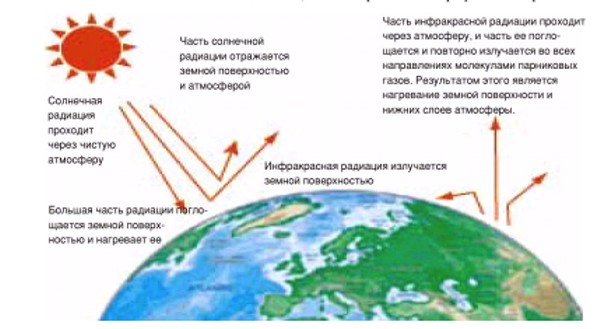 Часть солнечной
радиации отражается
земной поверхностью
и атмосферой
Часть инфракрасной радиации проходит
через атмосферу, и часть ее погло-
щается и повторно излучается во всех
направлениях молекулами парниковых
газов. Результатом этого является
нагревание земной поверхности и
нижних слоев атмосферы.
Солнечная
радиация
проходит
через чистую
атмосферу
Инфракрасная радиация излучается
земной поверхностью
Большая часть радиации погло-
щается земной поверх-
ностью и нагревает ее